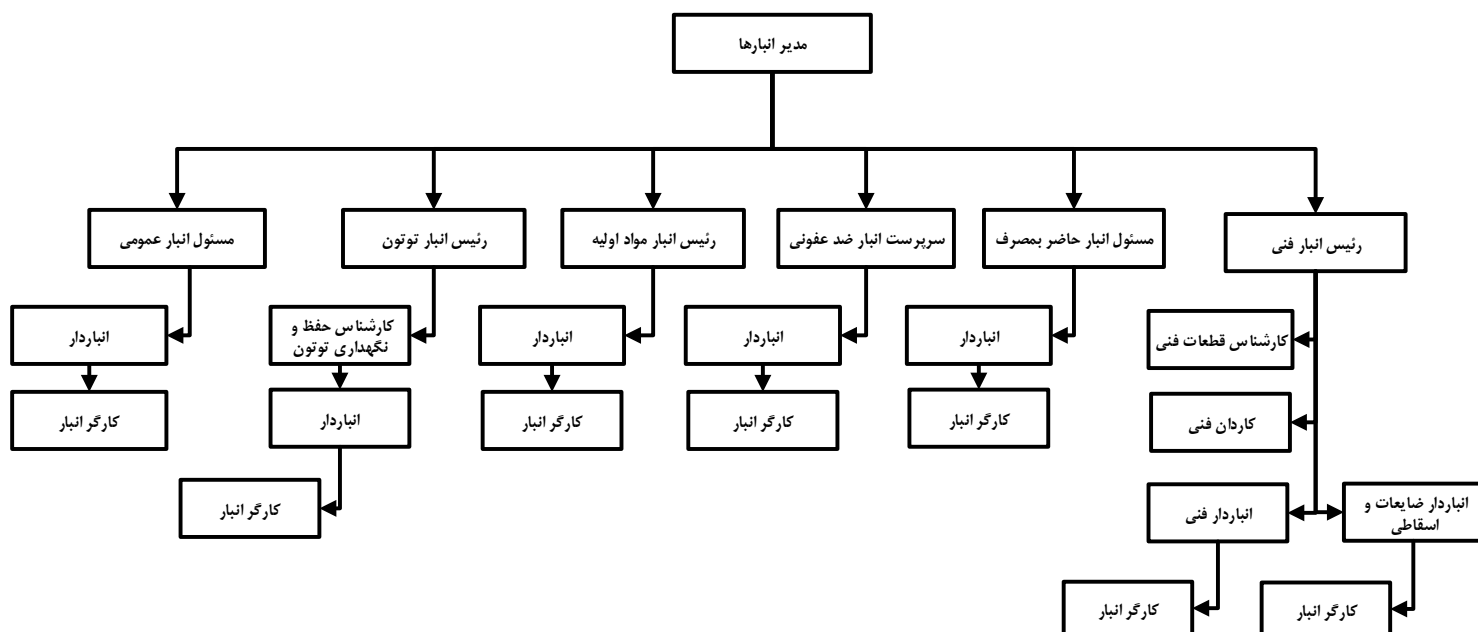 مدیر انبارها
رئیس انبار فنی
مسئول انبار حاضر بمصرف
سرپرست انبار ضد عفونی
رئیس انبار مواد اولیه
رئیس انبار توتون
مسئول انبار عمومی
کارشناس قطعات فنی
انباردار
انباردار
انباردار
کارشناس حفظ و
نگهداری توتون
انباردار
کاردان فنی
کارگر انبار
کارگر انبار
کارگر انبار
انباردار
کارگر انبار
انباردار ضایعات و
اسقاطی
انباردار فنی
کارگر انبار
کارگر انبار
کارگر انبار